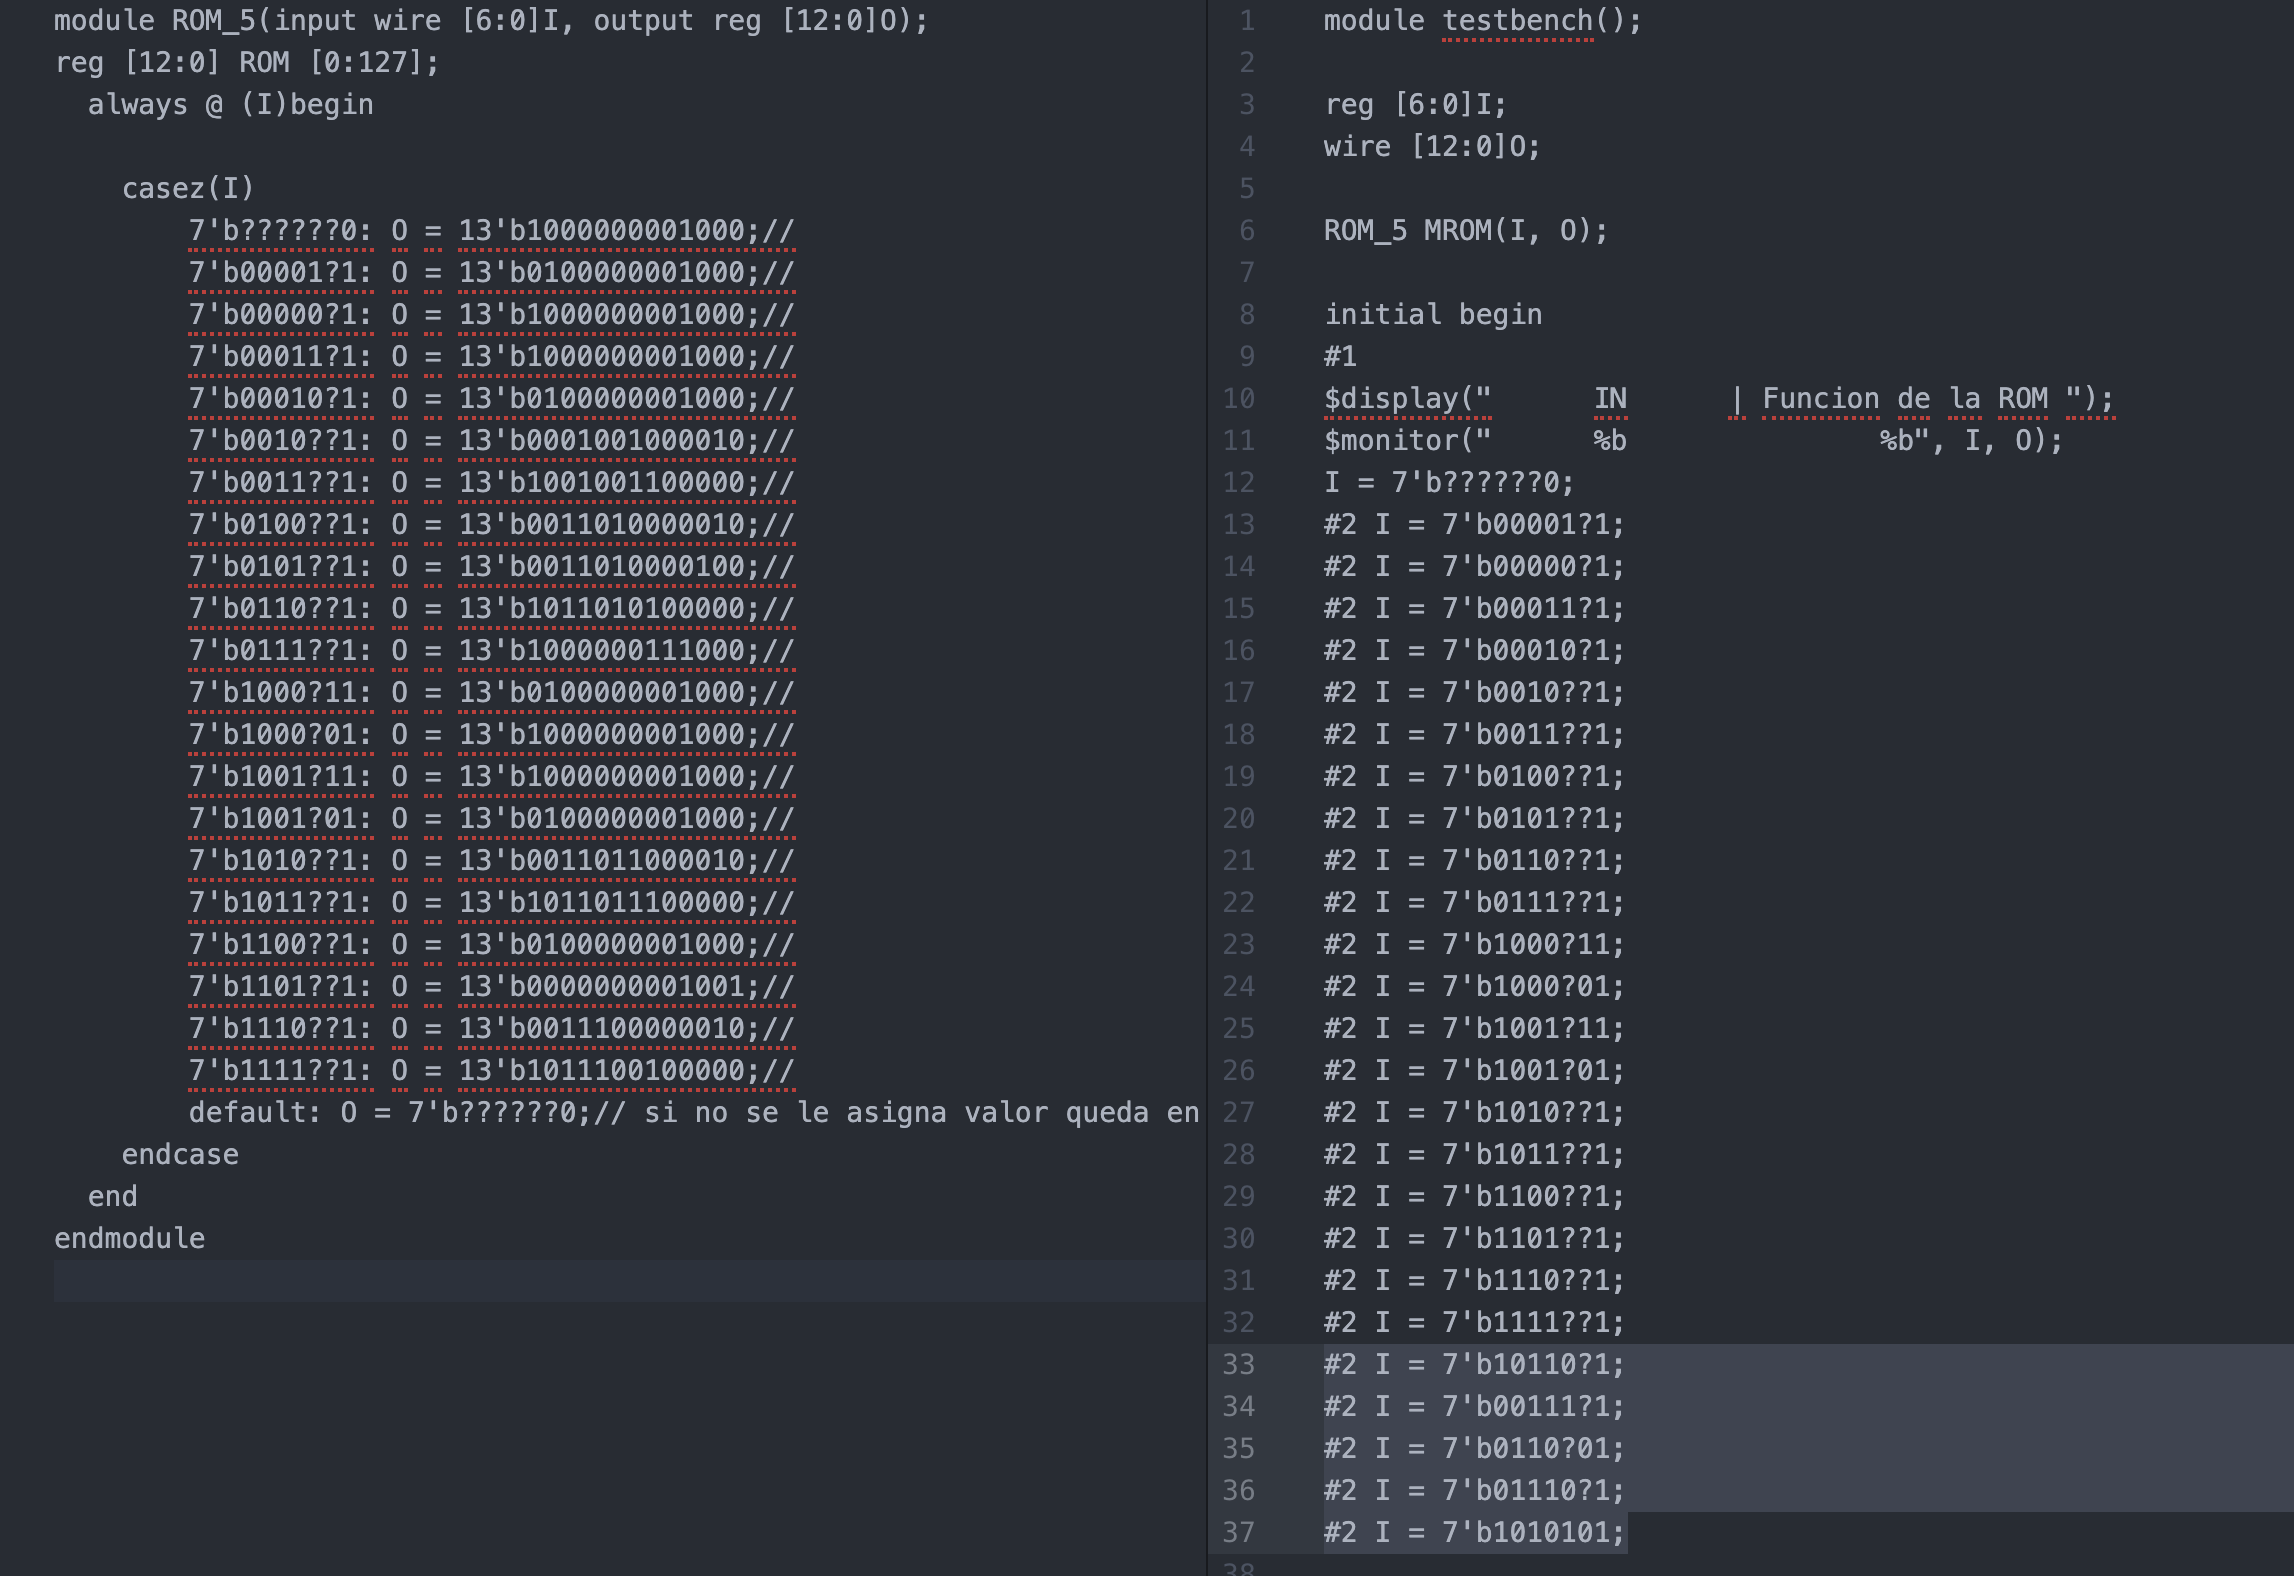 module ROM_5(input wire [6:0]I, output reg [12:0]O);
reg [12:0] ROM [0:127];
always @ (I)begin
casez(I)
7'b??????0: O = 13'b1000000001000;//
7'b00001?1: O = 13'b0100000001000;//
7'b00000?1: O = 13'b1000000001000;//
7'b00011?1: O = 13'b1000000001000;//
7'b00010?1: O = 13'b0100000001000;//
7'b0010??1: O = 13'b0001001000010;//
7'b0011??1: O = 13'b1001001100000;//
7'b0100??1: O = 13'b0011010000010;//
7'b0101??1: O = 13'b0011010000100;//
7'b0110??1: O = 13'b1011010100000;//
7'b0111??1: O = 13'b1000000111000;//
7'b1000?11: O = 13'b0100000001000;//
7'b1000?01: O = 13'b1000000001000;//
7'b1001?11: O = 13'b1000000001000;//
7'b1001?01: O = 13'b0100000001000;//
7'b1010??1: O = 13'b0011011000010;//
7'b1011??1: O = 13'b1011011100000;//
7'b1100??1: O = 13'b0100000001000;//
7'b1101??1: O = 13'b0000000001001;//
7'b1110??1: O = 13'b0011100000010;//
7'b1111??1: O = 13'b1011100100000;//
default: O = 7'b??????0;// si no se le asigna valor queda en
endcase
end
endmodule
1 module testbench();
2
3 reg [6:0]I;
4 wire [12:0]O;
5
6 ROM_5 MROM(I, O);
7
8 initial begin
9 #1
10 $display("      IN      | Funcion de la ROM ");
11 $monitor("      %b               %b", I, O);
12 I = 7'b??????0;
13 #2 I = 7'b00001?1;
14 #2 I = 7'b00000?1;
15 #2 I = 7'b00011?1;
16 #2 I = 7'b00010?1;
17 #2 I = 7'b0010??1;
18 #2 I = 7'b0011??1;
19 #2 I = 7'b0100??1;
20 #2 I = 7'b0101??1;
21 #2 I = 7'b0110??1;
22 #2 I = 7'b0111??1;
23 #2 I = 7'b1000?11;
24 #2 I = 7'b1000?01;
25 #2 I = 7'b1001?11;
26 #2 I = 7'b1001?01;
27 #2 I = 7'b1010??1;
28 #2 I = 7'b1011??1;
29 #2 I = 7'b1100??1;
30 #2 I = 7'b1101??1;
31 #2 I = 7'b1110??1;
32 #2 I = 7'b1111??1;
33 #2 I = 7'b10110?1;
34 #2 I = 7'b00111?1;
35 #2 I = 7'b0110?01;
36 #2 I = 7'b01110?1;
37 #2 I = 7'b1010101;
38